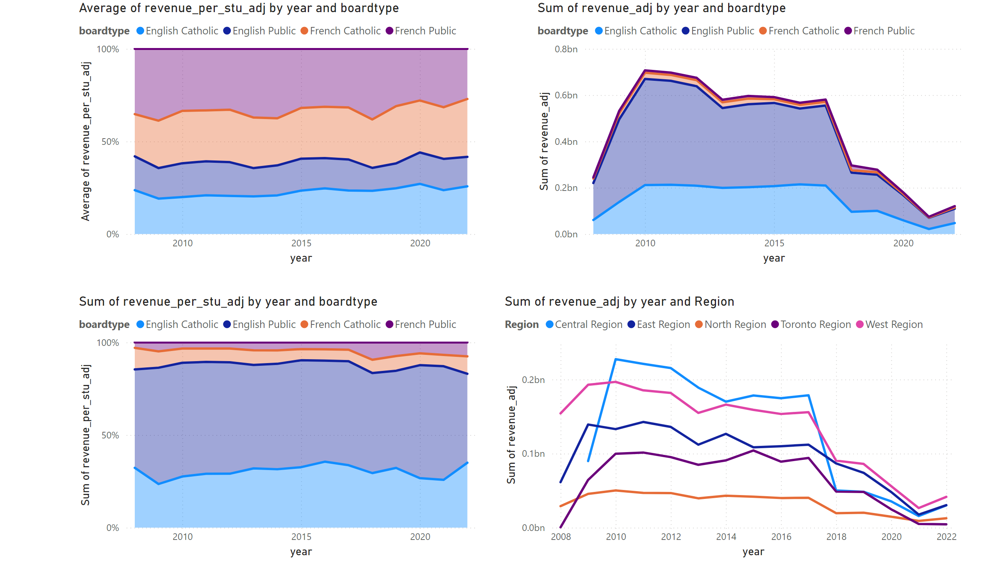 Average of revenue_per_stu_adj by year and boardtype
boardtype English Catholic English Public French Catholic French Public
100%
50%
0%
Average of revenue_per_stu_adj
2010 2015 2020
year
Sum of revenue_adj by year and boardtype
boardtype English Catholic English Public French Catholic French Public
0.8bn
0.6bn
0.4bn
0.2bn
0.0bn
Sum of revenue_adj
2010 2015 2020
year
Sum of revenue_per_stu_adj by year and boardtype
boardtype English Catholic English Public French Catholic French Public
100%
50%
0%
Sum of revenue_per_stu_adj
2010 2015 2020
year
Sum of revenue_adj by year and Region
Region Central Region East Region North Region Toronto Region West Region
0.2bn
0.1bn
0.0bn
Sum of revenue_adj
2008 2010 2012 2014 2016 2018 2020 2022
year